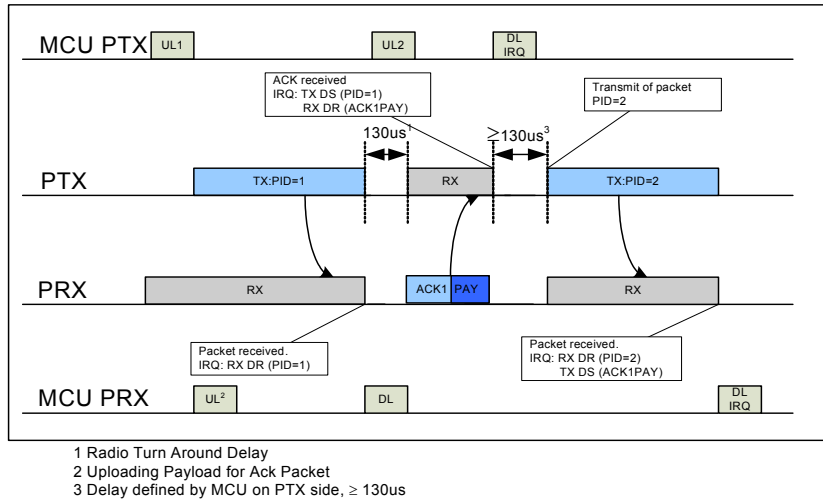 MCU PTX
UL1
UL2
DL
IRQ
ACK received
IRQ: TX DS (PID=1)
RX DR (ACK1PAY)
Transmit of packet
PID=2
130us1
≥130us3
PTX
TX:PID=1
RX
TX:PID=2
PRX
RX
ACK1 PAY
RX
Packet received.
IRQ: RX DR (PID=1)
Packet received.
IRQ: RX DR (PID=2)
TX DS (ACK1PAY)
MCU PRX
UL2
DL
DL
IRQ
1 Radio Turn Around Delay
2 Uploading Payload for Ack Packet
3 Delay defined by MCU on PTX side, ≥ 130us